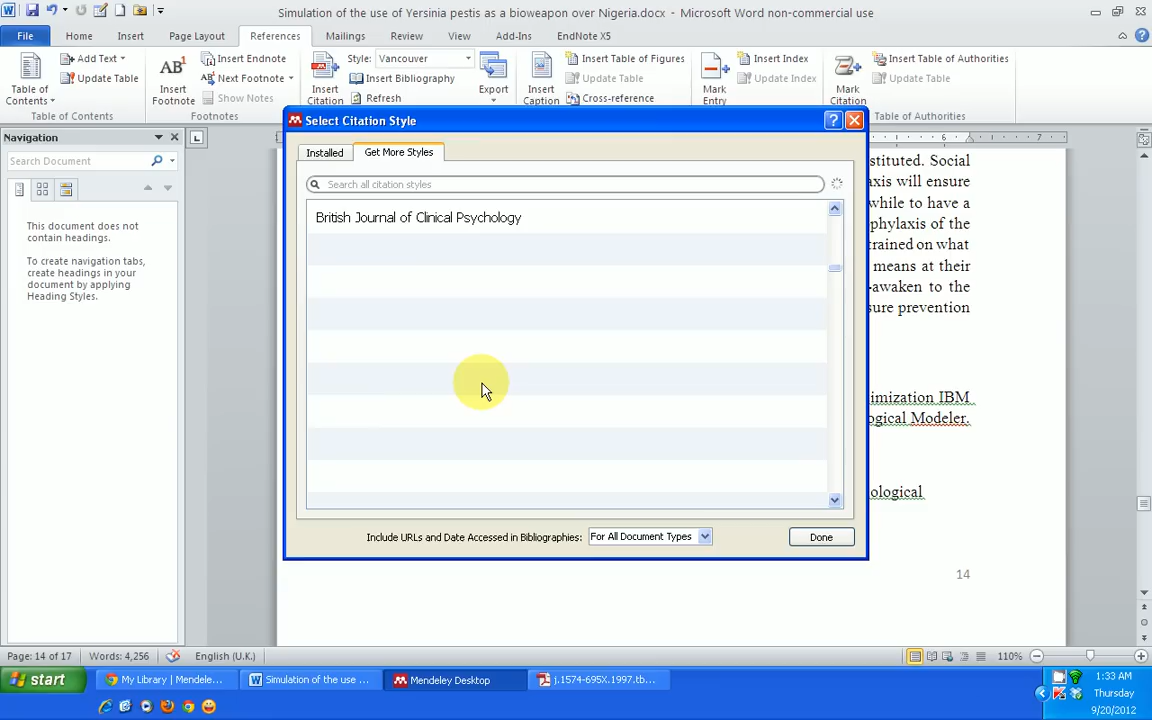 Simulation of the use of Yersinia pestis as a bioweapon over Nigeria.docx - Microsoft Word non-commercial use
File Home Insert Page Layout References Mailings Review View Add-Ins EndNote X5
Table of Contents
Add Text
Update Table
Table of Contents
AB1
Insert Footnote
Insert Endnote
AB1 Next Footnote
Show Notes
Footnotes
Insert Citation
Style: Vancouver
Insert Bibliography
Refresh
Export
Insert Caption
Insert Table of Figures
Update Table
Cross-reference
Mark Entry
Insert Index
Update Index
Mark Citation
Insert Table of Authorities
Update Table
Table of Authorities
Navigation
Search Document
This document does not
contain headings.
To create navigation tabs,
create headings in your
document by applying
Heading Styles.
Select Citation Style
Installed Get More Styles
Search all citation styles
British Journal of Clinical Psychology
Include URLs and Date Accessed in Bibliographies: For All Document Types Done
6 7
stituted. Social
axis will ensure
while to have a
phylaxis of the
trained on what
means at their
-awaken to the
sure prevention
imization IBM
ogical Modeler.
ological
14
Page: 14 of 17 Words: 4,256 English (U.K.) 110%
start My Library | Mendele... Simulation of the use ... Mendeley Desktop j.1574-695X.1997.tb...
1:33 AM
Thursday
9/20/2012